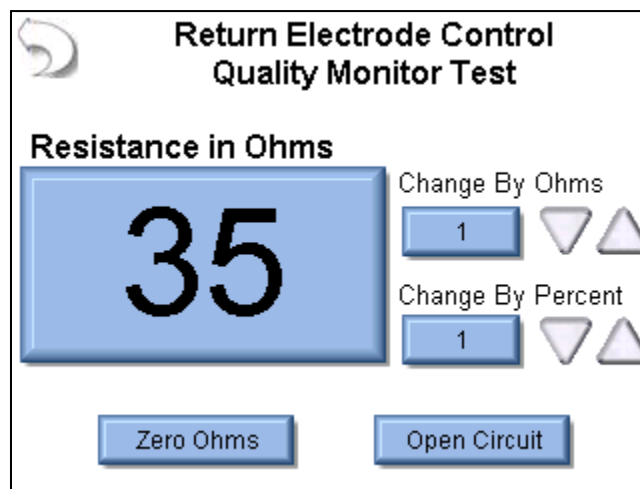 Return Electrode Control
Quality Monitor Test
Resistance in Ohms
35
Change By Ohms
1
Change By Percent
1
Zero Ohms
Open Circuit